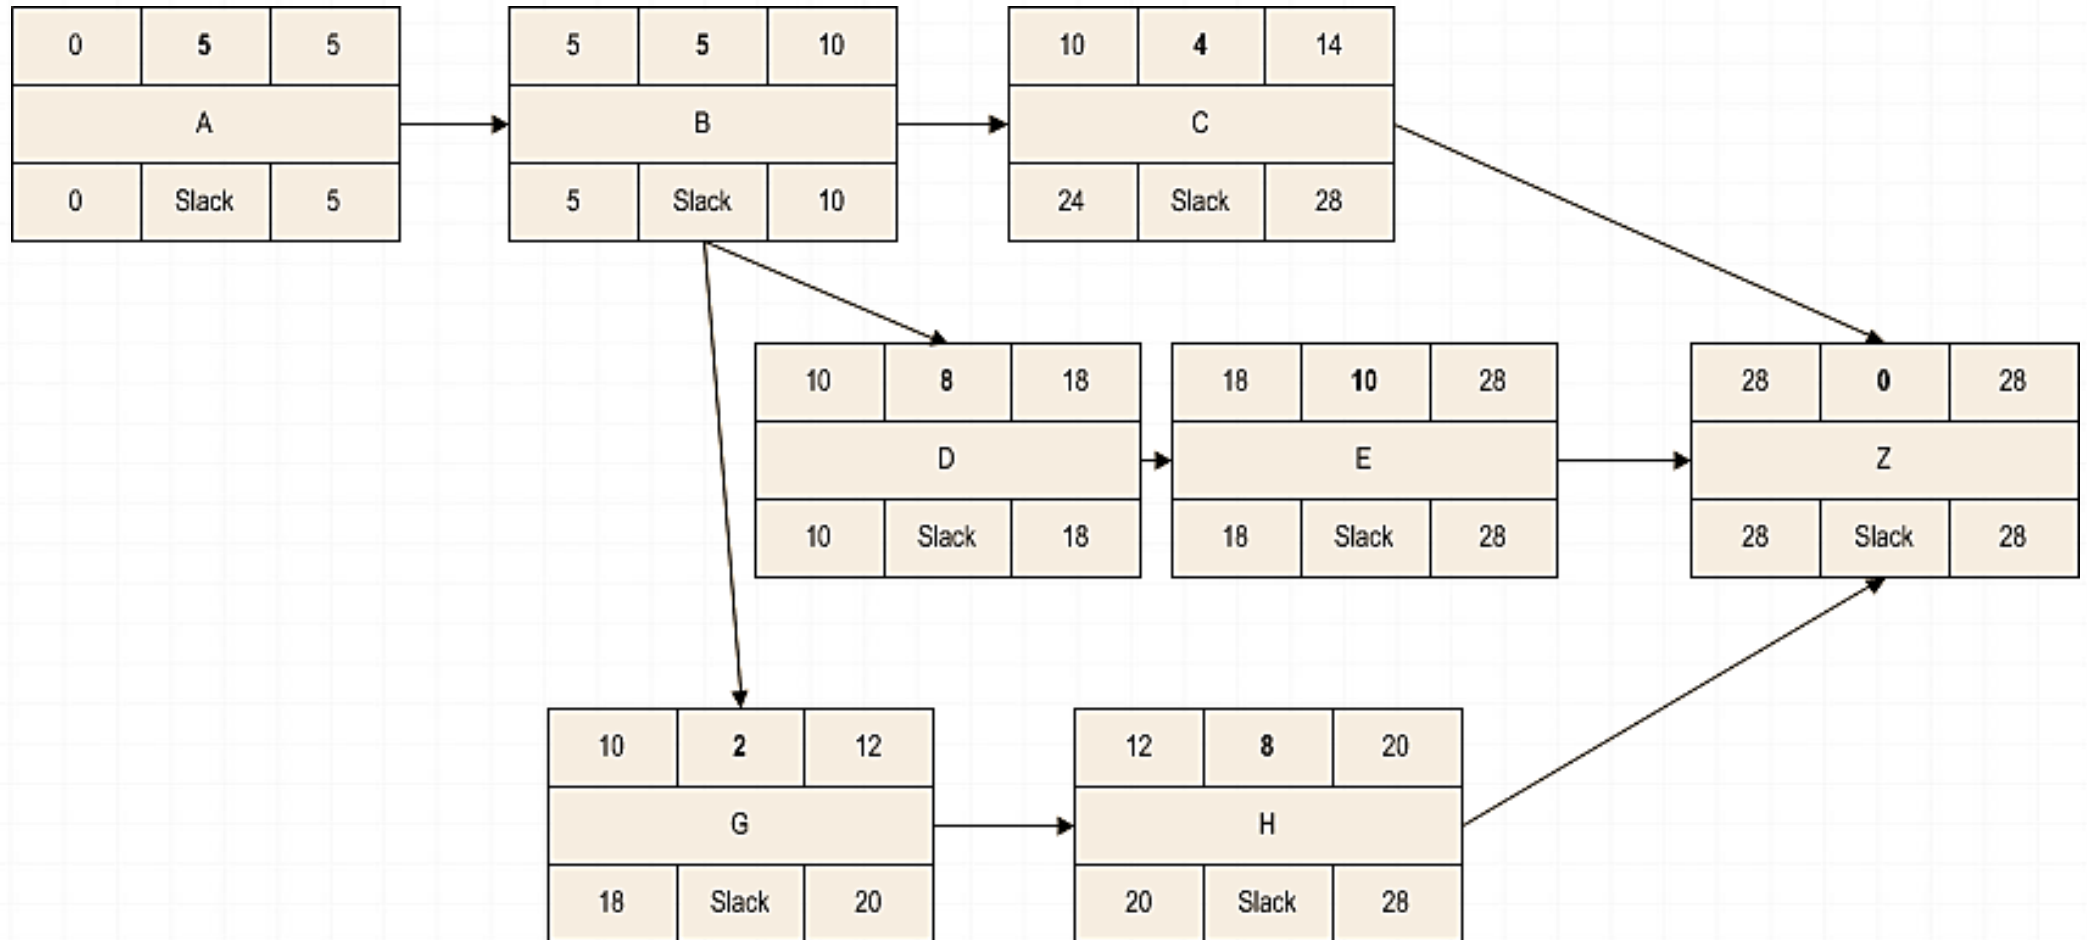 0 5 5
A
0 Slack 5
5 5 10
B
5 Slack 10
10 4 14
C
24 Slack 28
10 8 18
D
10 Slack 18
18 10 28
E
18 Slack 28
28 0 28
Z
28 Slack 28
10 2 12
G
18 Slack 20
12 8 20
H
20 Slack 28